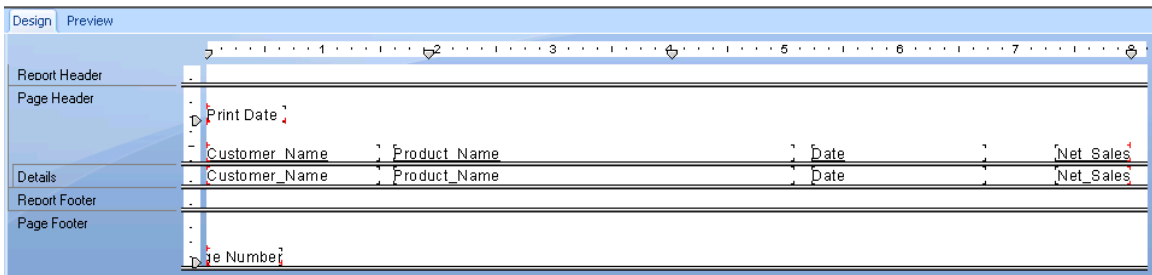 Design Preview
1 2 3 4 5 6 7 8
Report Header
Page Header
Print Date
Customer_Name Product_Name Date Net_Sales
Details Customer_Name Product_Name Date Net_Sales
Report Footer
Page Footer
ge Number